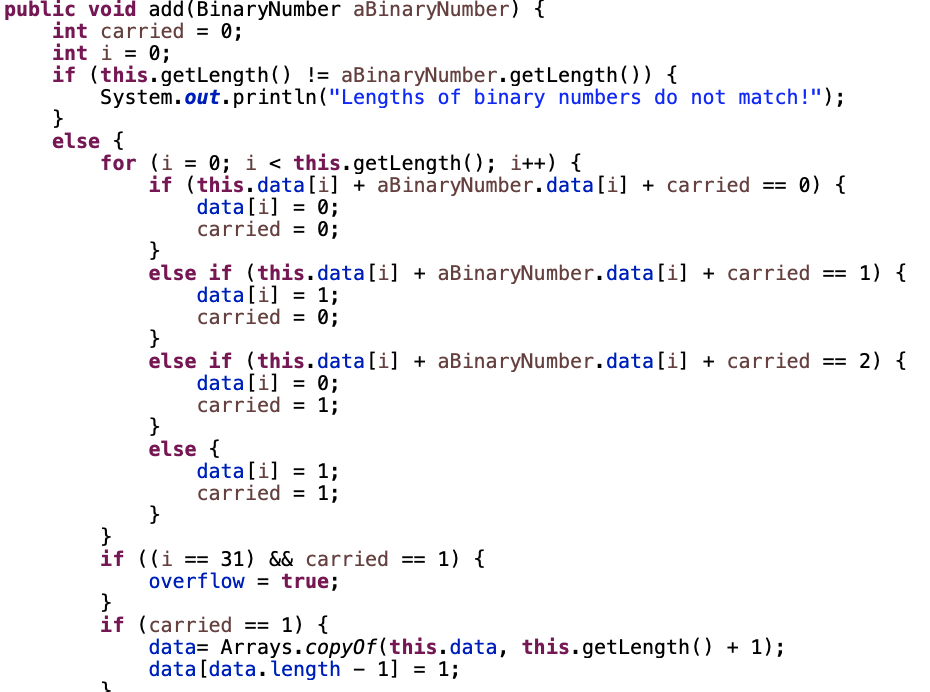 public void add(BinaryNumber aBinaryNumber) {
    int carried = 0;
    int i = 0;
    if (this.getLength() != aBinaryNumber.getLength()) {
        System.out.println("Lengths of binary numbers do not match!");
    }
    else {
        for (i = 0; i < this.getLength(); i++) {
            if (this.data[i] + aBinaryNumber.data[i] + carried == 0) {
                data[i] = 0;
                carried = 0;
            }
            else if (this.data[i] + aBinaryNumber.data[i] + carried == 1) {
                data[i] = 1;
                carried = 0;
            }
            else if (this.data[i] + aBinaryNumber.data[i] + carried == 2) {
                data[i] = 0;
                carried = 1;
            }
            else {
                data[i] = 1;
                carried = 1;
            }
        }
        if ((i == 31) && carried == 1) {
            overflow = true;
        }
        if (carried == 1) {
            data= Arrays.copyOf(this.data, this.getLength() + 1);
            data[data.length - 1] = 1;
        }